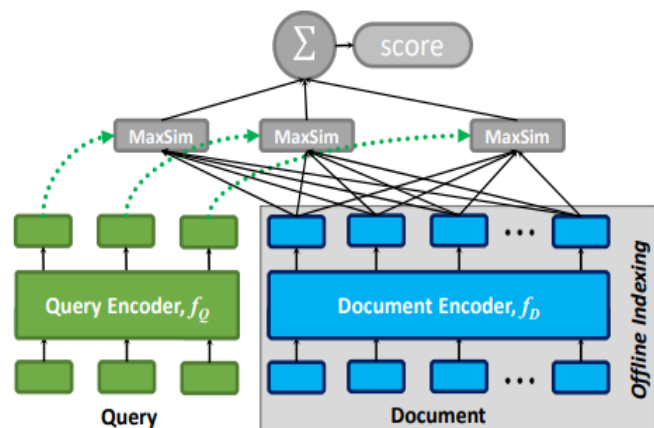 Σ score
MaxSim MaxSim MaxSim
Query Encoder, f_Q Document Encoder, f_D
Offline Indexing
Query Document